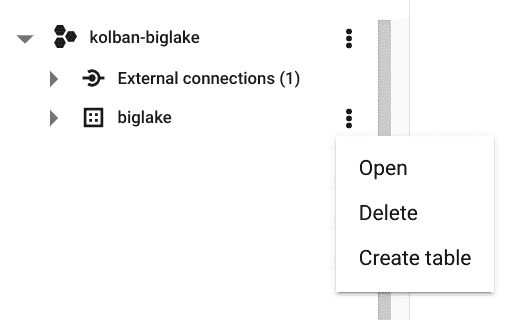 kolban-biglake
External connections (1)
biglake
Open
Delete
Create table